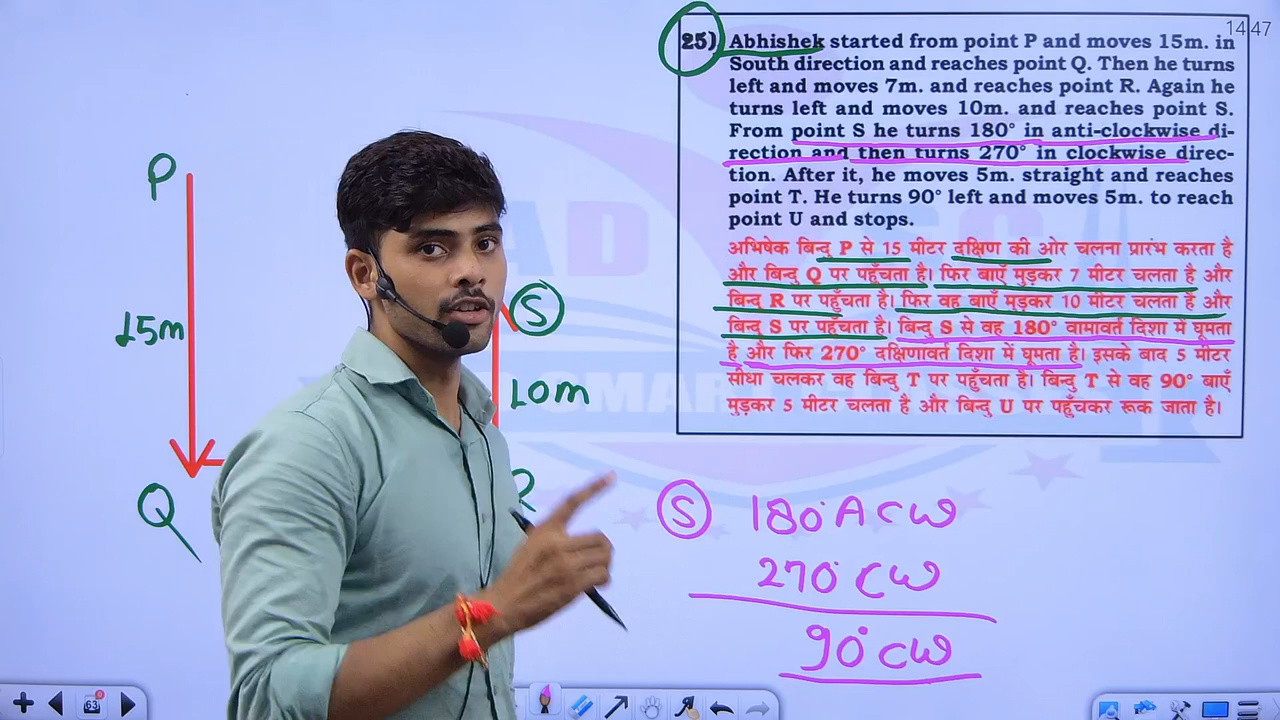 14:47
25) Abhishek started from point P and moves 15m. in
South direction and reaches point Q. Then he turns
left and moves 7m. and reaches point R. Again he
turns left and moves 10m. and reaches point S.
From point S he turns 180° in anti-clockwise di-
rection and then turns 270° in clockwise direc-
tion. After it, he moves 5m. straight and reaches
point T. He turns 90° left and moves 5m. to reach
point U and stops.
अभिषेक बिन्दु P से 15 मीटर दक्षिण की ओर चलना प्रारंभ करता है
और बिन्दु Q पर पहुँचता है। फिर बाएँ मुड़कर 7 मीटर चलता है और
बिन्दु R पर पहुँचता है। फिर वह बाएँ मुड़कर 10 मीटर चलता है और
बिन्दु S पर पहुँचता है। बिन्दु S से वह 180° वामावर्त दिशा में घूमता
है और फिर 270° दक्षिणावर्त दिशा में घूमता है। इसके बाद 5 मीटर
सीधा चलकर वह बिन्दु T पर पहुँचता है। बिन्दु T से वह 90° बाएँ
मुड़कर 5 मीटर चलता है और बिन्दु U पर पहुँचकर रूक जाता है।
P
15m
Q
S
10m
R
S 180° ACW
270° CW
90° CW
63